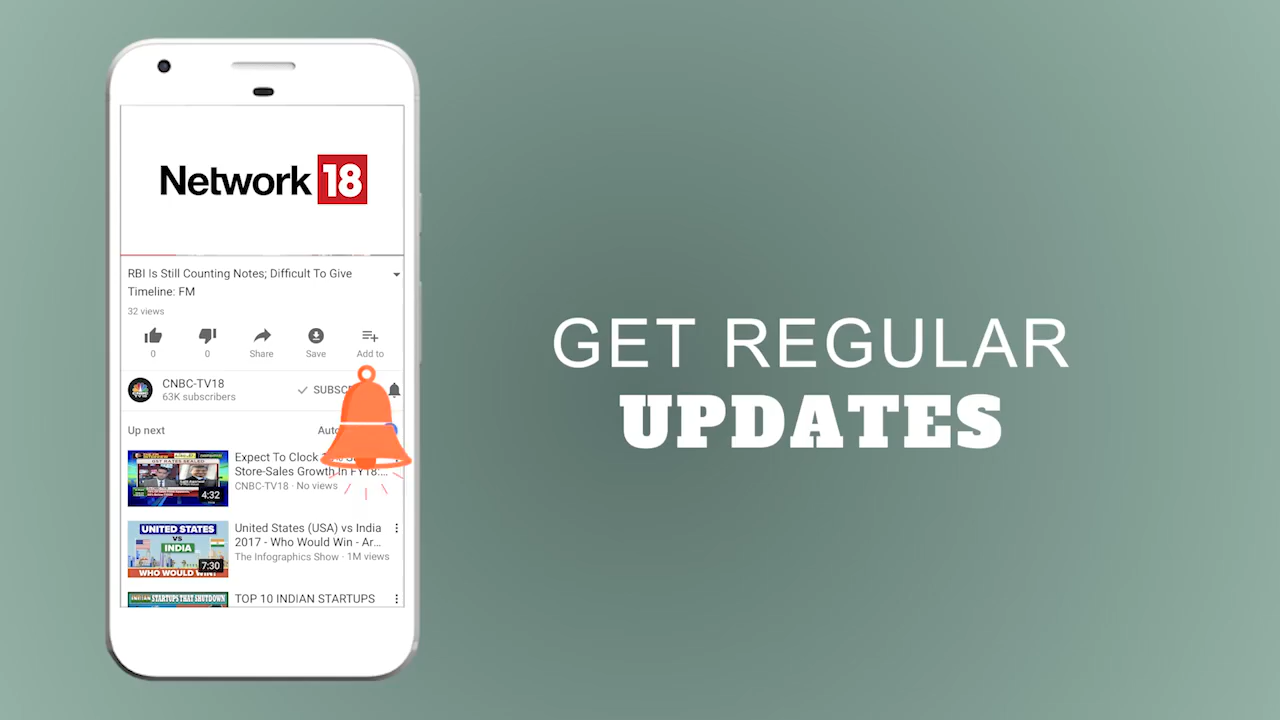 Network 18
RBI Is Still Counting Notes; Difficult To Give
Timeline: FM
32 views
0
0
Share
Save
Add to
CNBC-TV18
63K subscribers
SUBSC
Up next
Auto
Expect To Clock
Store-Sales Growth In FY18:...
CNBC-TV18 · No views
4:32
UNITED STATES
VS
INDIA
WHO WOULD WIN?
7:30
United States (USA) vs India
2017 - Who Would Win - Ar...
The Infographics Show · 1M views
INDIAN STARTUPS THAT SHUTDOWN
TOP 10 INDIAN STARTUPS
GET REGULAR
UPDATES